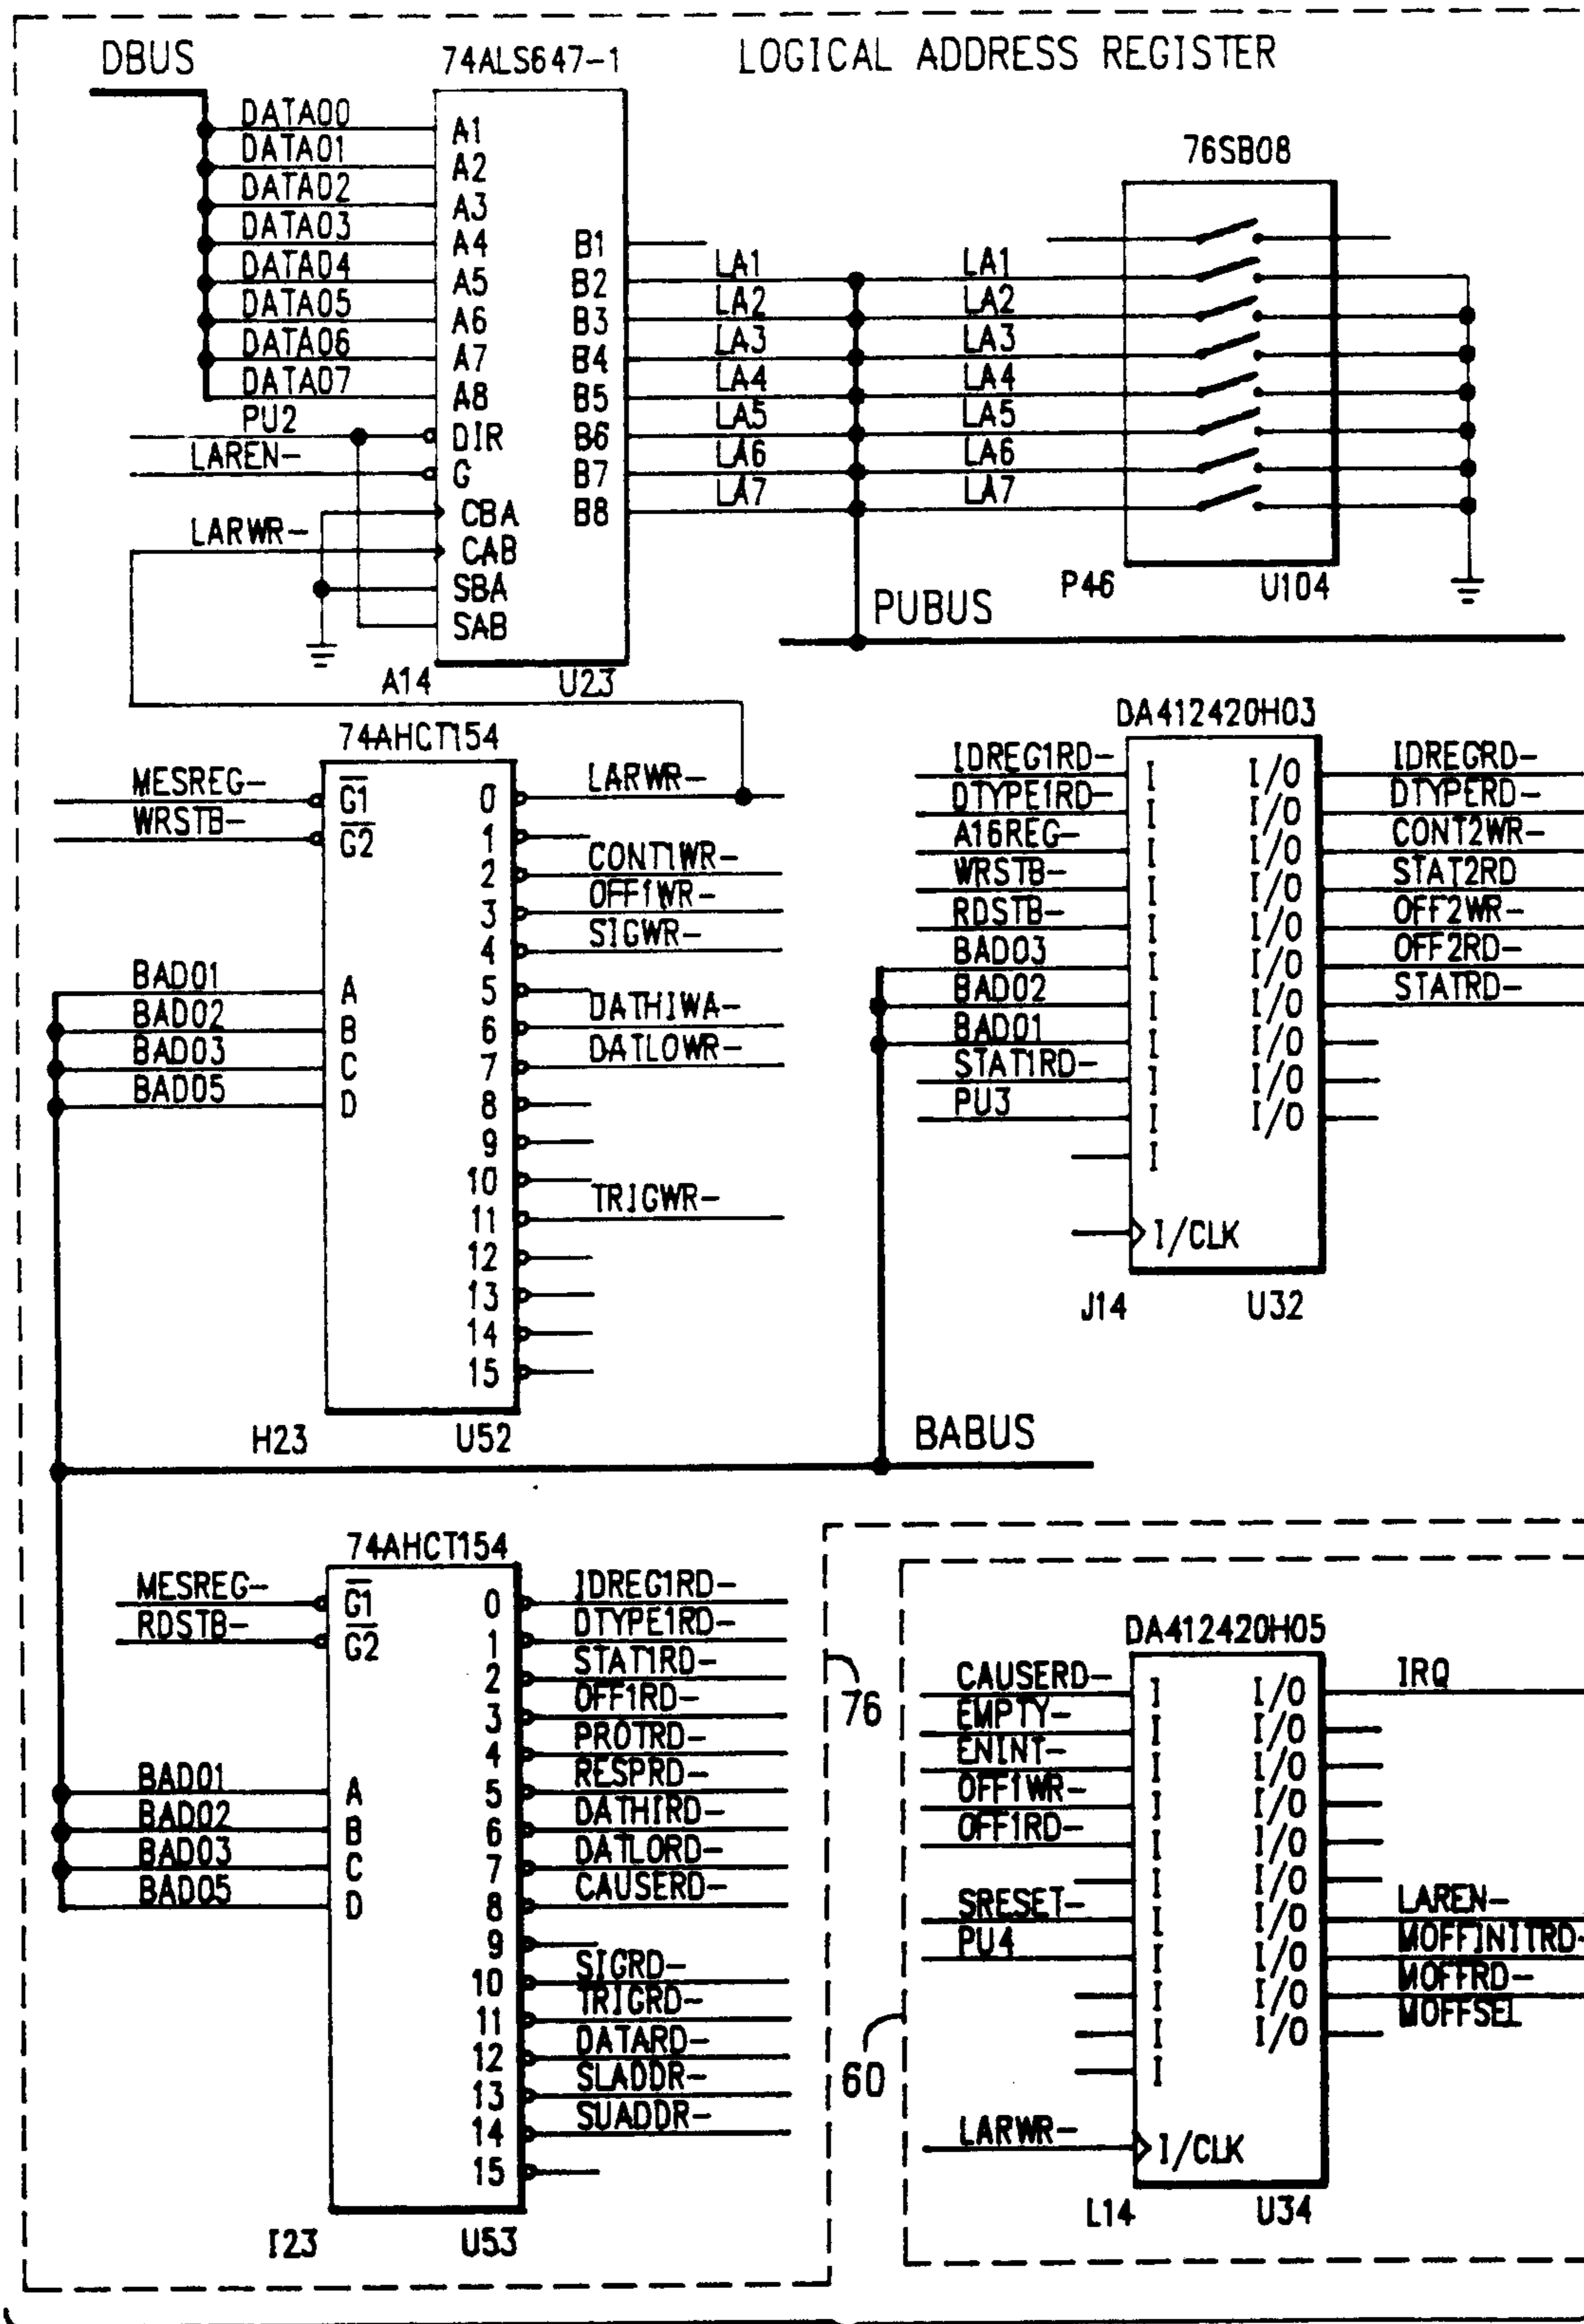 DBUS
74ALS647-1
LOGICAL ADDRESS REGISTER
DATA00
DATA01
DATA02
DATA03
DATA04
DATA05
DATA06
DATA07
PU2
LAREN-
LARWR-
A1
A2
A3
A4
A5
A6
A7
A8
DIR
G
CBA
CAB
SBA
SAB
B1
B2
B3
B4
B5
B6
B7
B8
A14
U23
LA1
LA2
LA3
LA4
LA5
LA6
LA7
LA1
LA2
LA3
LA4
LA5
LA6
LA7
76SB08
P46
U104
PUBUS
74AHCT154
MESREG-
WRSTB-
G1
G2
BAD01
BAD02
BAD03
BAD05
A
B
C
D
0
1
2
3
4
5
6
7
8
9
10
11
12
13
14
15
LARWR-
CONT1WR-
OFF1WR-
SIGWR-
DATHIWA-
DATLOWR-
TRIGWR-
H23
U52
DA412420H03
IDREG1RD-
DTYPE1RD-
A16REG-
WRSTB-
RDSTB-
BAD03
BAD02
BAD01
STAT1RD-
PU3
I
I
I
I
I
I
I
I
I
I
I
I/CLK
I/O
I/O
I/O
I/O
I/O
I/O
I/O
I/O
I/O
I/O
IDREGRD-
DTYPERD-
CONT2WR-
STAT2RD
OFF2WR-
OFF2RD-
STATRD-
J14
U32
BABUS
74AHCT154
MESREG-
RDSTB-
G1
G2
BAD01
BAD02
BAD03
BAD05
A
B
C
D
0
1
2
3
4
5
6
7
8
9
10
11
12
13
14
15
IDREG1RD-
DTYPE1RD-
STAT1RD-
OFF1RD-
PROTRD-
RESPRD-
DATHIRD-
DATLORD-
CAUSERD-
SIGRD-
TRIGRD-
DATARD-
SLADDR-
SUADDR-
I23
U53
76
60
DA412420H05
CAUSERD-
EMPTY-
ENINT-
OFF1WR-
OFF1RD-
SRESET-
PU4
LARWR-
I
I
I
I
I
I
I
I
I
I
I
I/CLK
I/O
I/O
I/O
I/O
I/O
I/O
I/O
I/O
I/O
I/O
IRQ
LAREN-
MOFFINITRD-
MOFFRD-
MOFFSEL
L14
U34